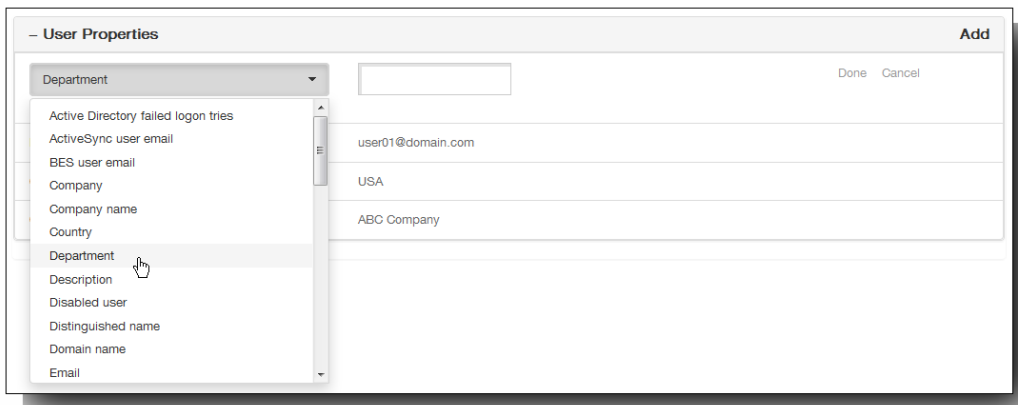 – User Properties Add
Department Done Cancel
Active Directory failed logon tries
ActiveSync user email
user01@domain.com
BES user email
Company
USA
Company name
ABC Company
Country
Department
Description
Disabled user
Distinguished name
Domain name
Email